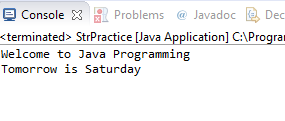 Console Problems @ Javadoc
<terminated> StrPractice [Java Application] C:\Progra
Welcome to Java Programming
Tomorrow is Saturday